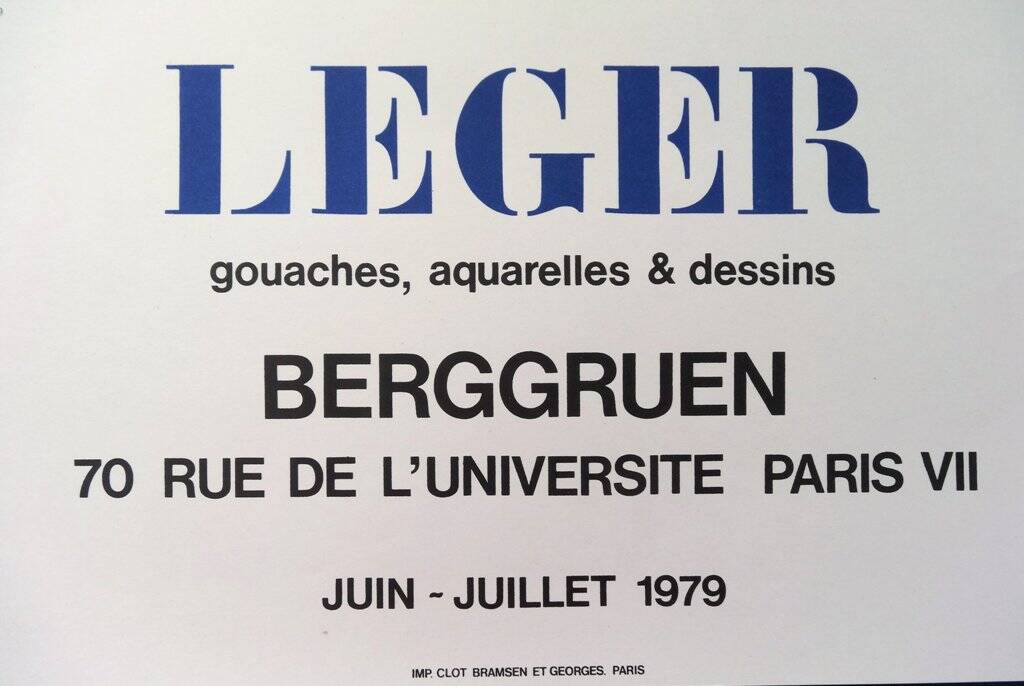 LEGER
gouaches, aquarelles & dessins
BERGGRUEN
70 RUE DE L'UNIVERSITE PARIS VII
JUIN ~ JUILLET 1979
IMP. CLOT BRAMSEN ET GEORGES. PARIS